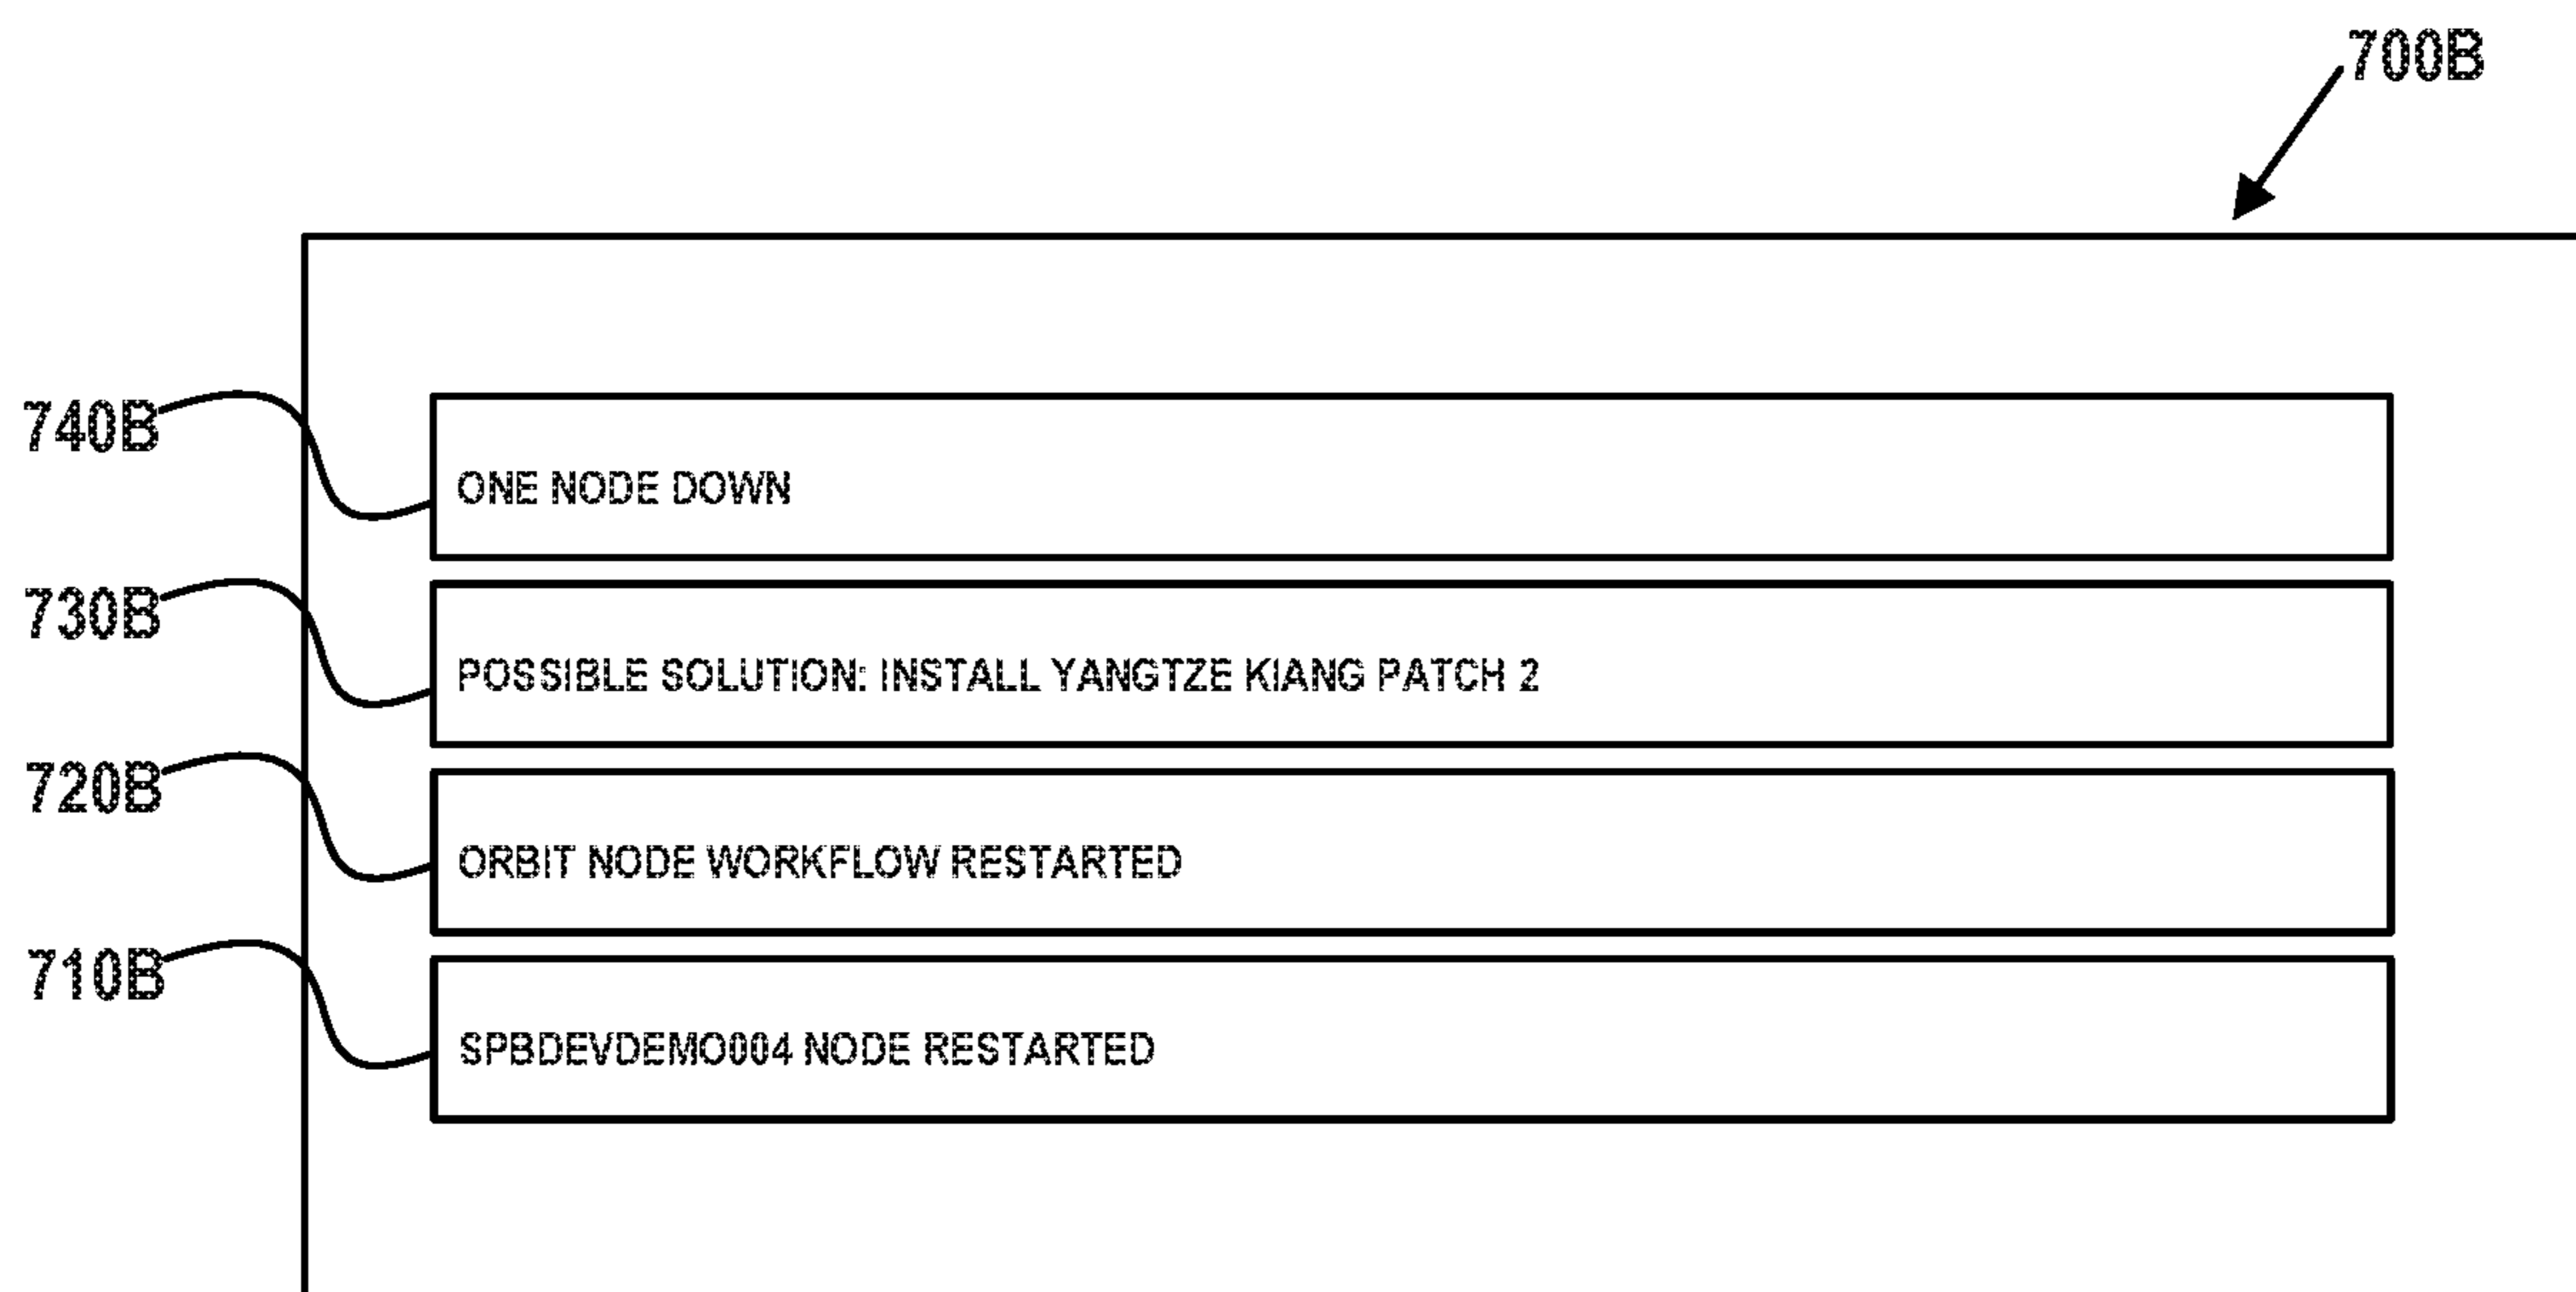 700B
740B
ONE NODE DOWN
730B
POSSIBLE SOLUTION: INSTALL YANGTZE KIANG PATCH 2
720B
ORBIT NODE WORKFLOW RESTARTED
710B
SPBDEVDEMO004 NODE RESTARTED